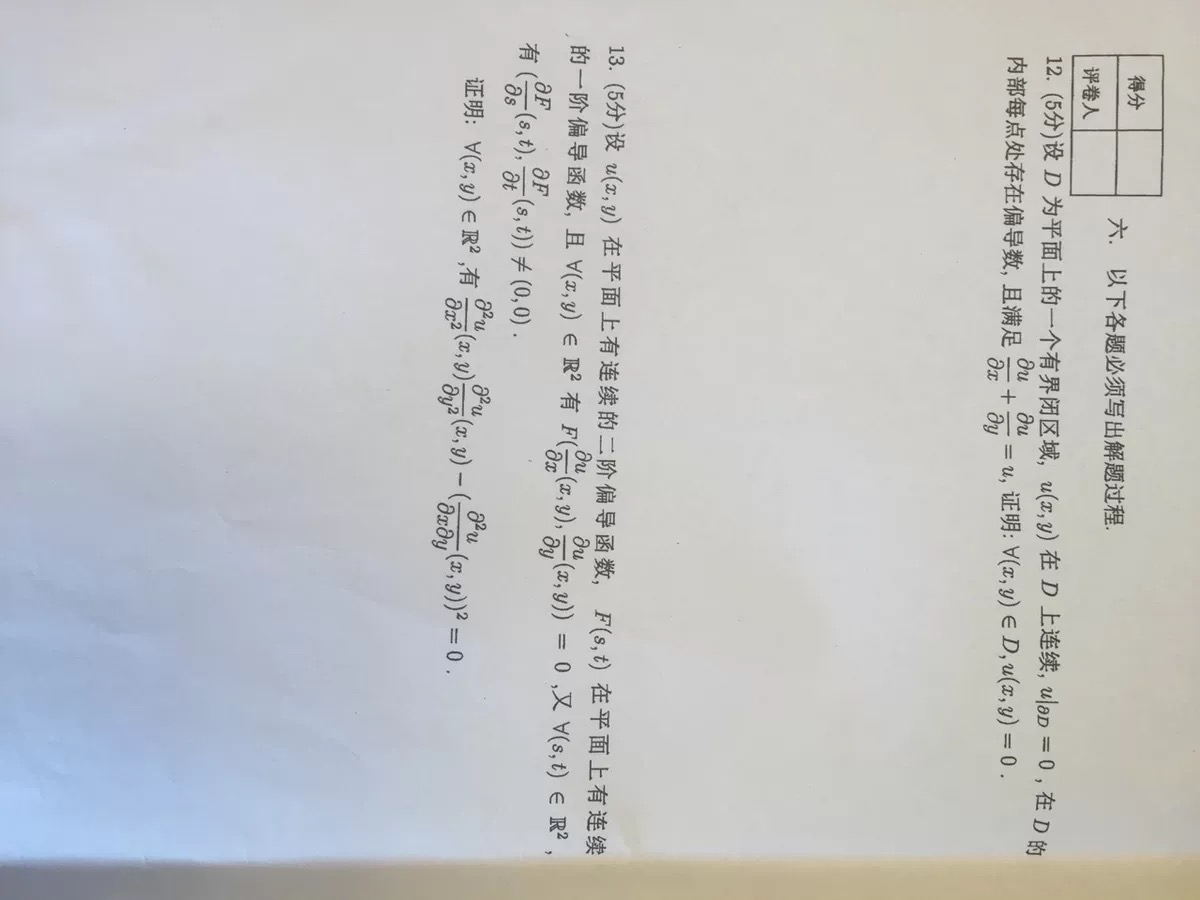 得分
评卷人
六. 以下各题必须写出解题过程.
12. (5分)设 D 为平面上的一个有界闭区域, u(x,y) 在 D 上连续, u|∂D = 0 , 在 D 的
内部每点处存在偏导数, 且满足 ∂u/∂x + ∂u/∂y = u, 证明: ∀(x,y) ∈ D, u(x,y) = 0 .
13. (5分)设 u(x,y) 在平面上有连续的二阶偏导函数, F(s,t) 在平面上有连续
的一阶偏导函数, 且 ∀(x,y) ∈ ℝ² 有 F(∂u/∂x(x,y), ∂u/∂y(x,y)) = 0 ,又 ∀(s,t) ∈ ℝ² ,
有 (∂F/∂s(s,t), ∂F/∂t(s,t)) ≠ (0,0) .
证明: ∀(x,y) ∈ ℝ² ,有 ∂²u/∂x²(x,y) ∂²u/∂y²(x,y) − (∂²u/∂x∂y(x,y))² = 0 .